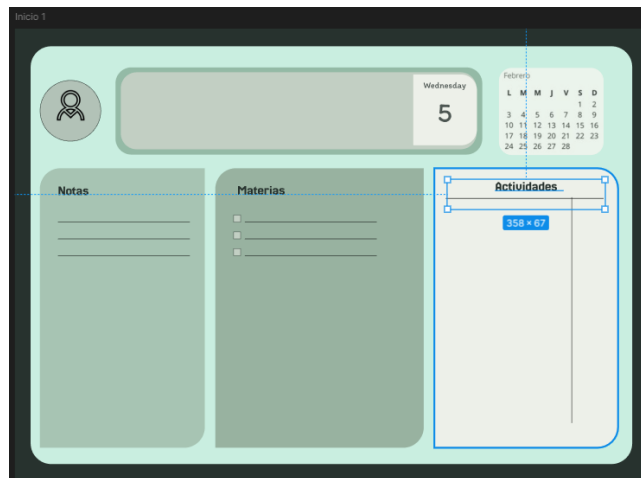 Inicio 1
Wednesday
5
Febrero
L M M J V S D
1 2
3 4 5 6 7 8 9
10 11 12 13 14 15 16
17 18 19 20 21 22 23
24 25 26 27 28
Notas
Materias
Actividades
358 × 67